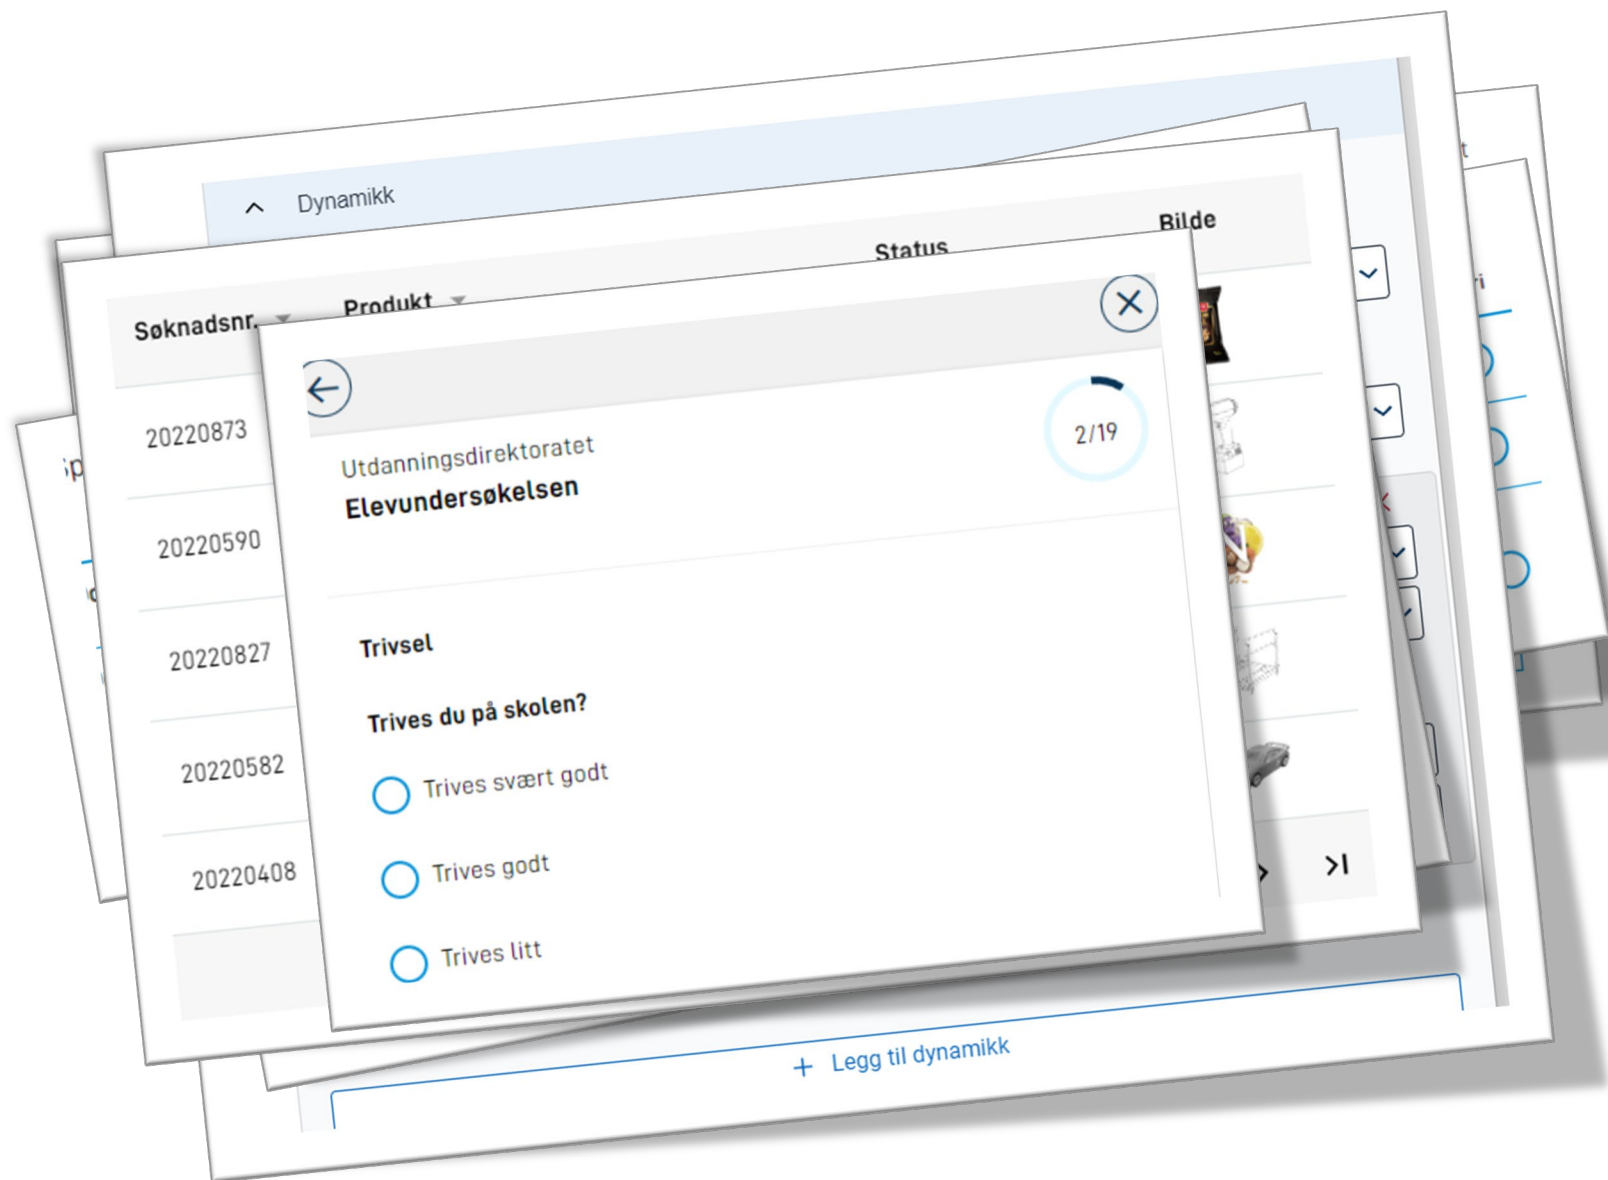 Dynamikk
Søknadsnr. Produkt Status Bilde
20220873
20220590
20220827
20220582
20220408
2/19
Utdanningsdirektoratet
Elevundersøkelsen
Trivsel
Trives du på skolen?
Trives svært godt
Trives godt
Trives litt
+ Legg til dynamikk